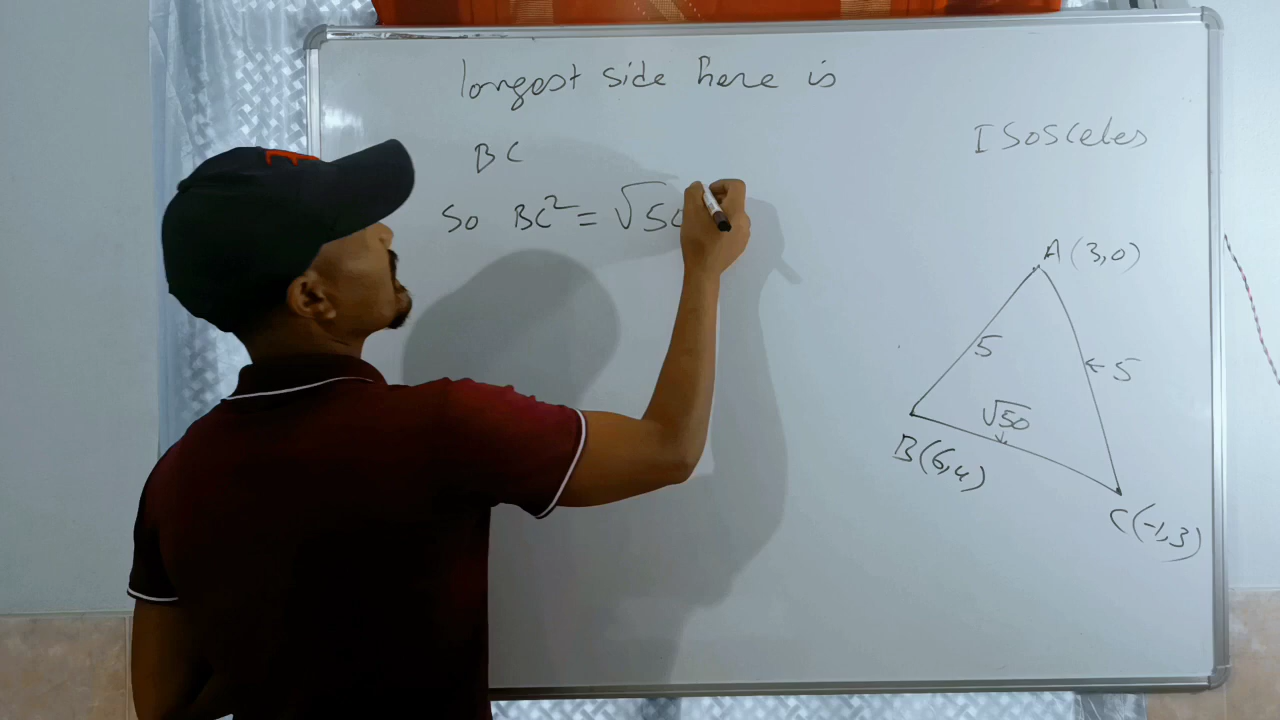 longest side here is
BC
So BC² = √50
Isosceles
A (3,0)
5
5
√50
B(6,4)
C(-1,3)